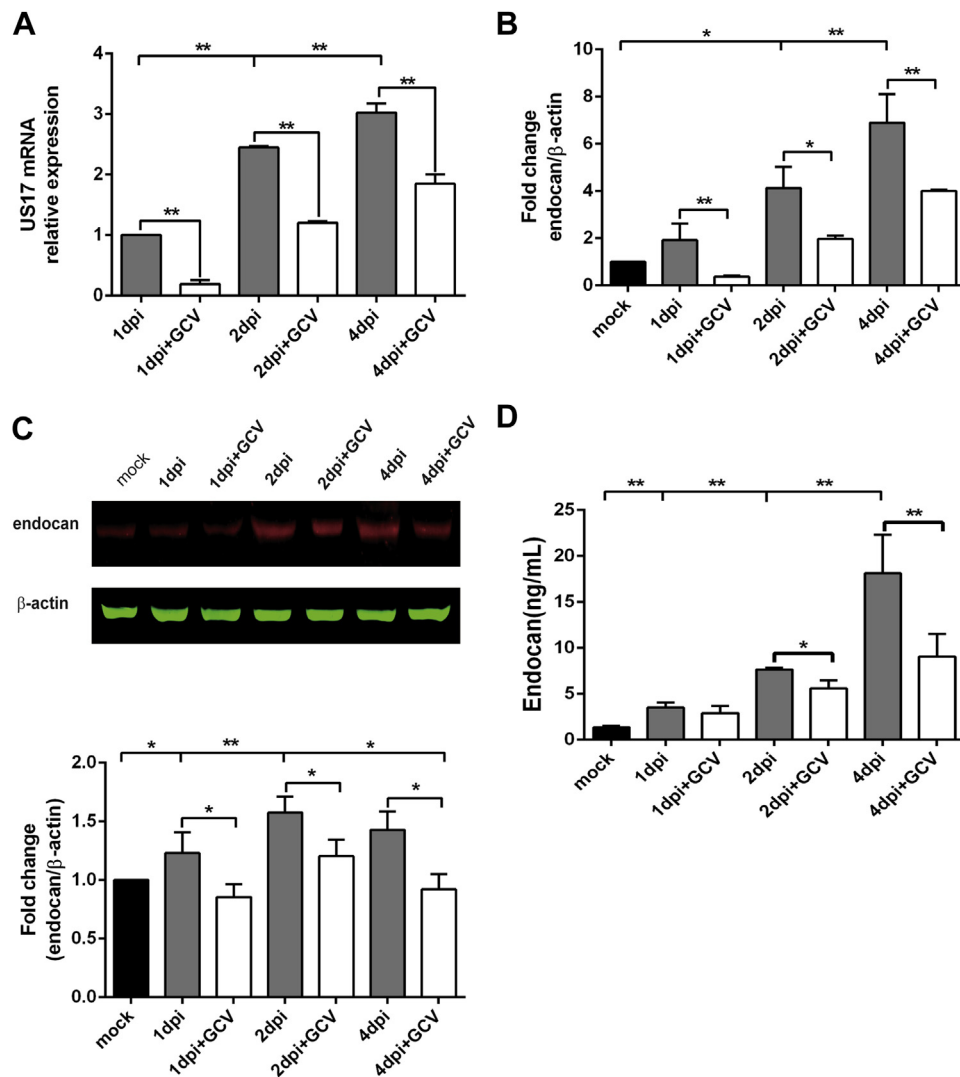 A
US17 mRNA
relative expression
4
3
2
1
0
** **
**
**
**
1dpi
1dpi+GCV
2dpi
2dpi+GCV
4dpi
4dpi+GCV
B
Fold change
endocan/β-actin
10
8
6
4
2
0
* **
**
*
**
mock
1dpi
1dpi+GCV
2dpi
2dpi+GCV
4dpi
4dpi+GCV
C
mock
1dpi
1dpi+GCV
2dpi
2dpi+GCV
4dpi
4dpi+GCV
endocan
β-actin
Fold change
(endocan/β-actin)
2.0
1.5
1.0
0.5
0.0
* ** *
*
*
*
mock
1dpi
1dpi+GCV
2dpi
2dpi+GCV
4dpi
4dpi+GCV
D
Endocan(ng/mL)
25
20
15
10
5
0
** ** **
**
*
mock
1dpi
1dpi+GCV
2dpi
2dpi+GCV
4dpi
4dpi+GCV